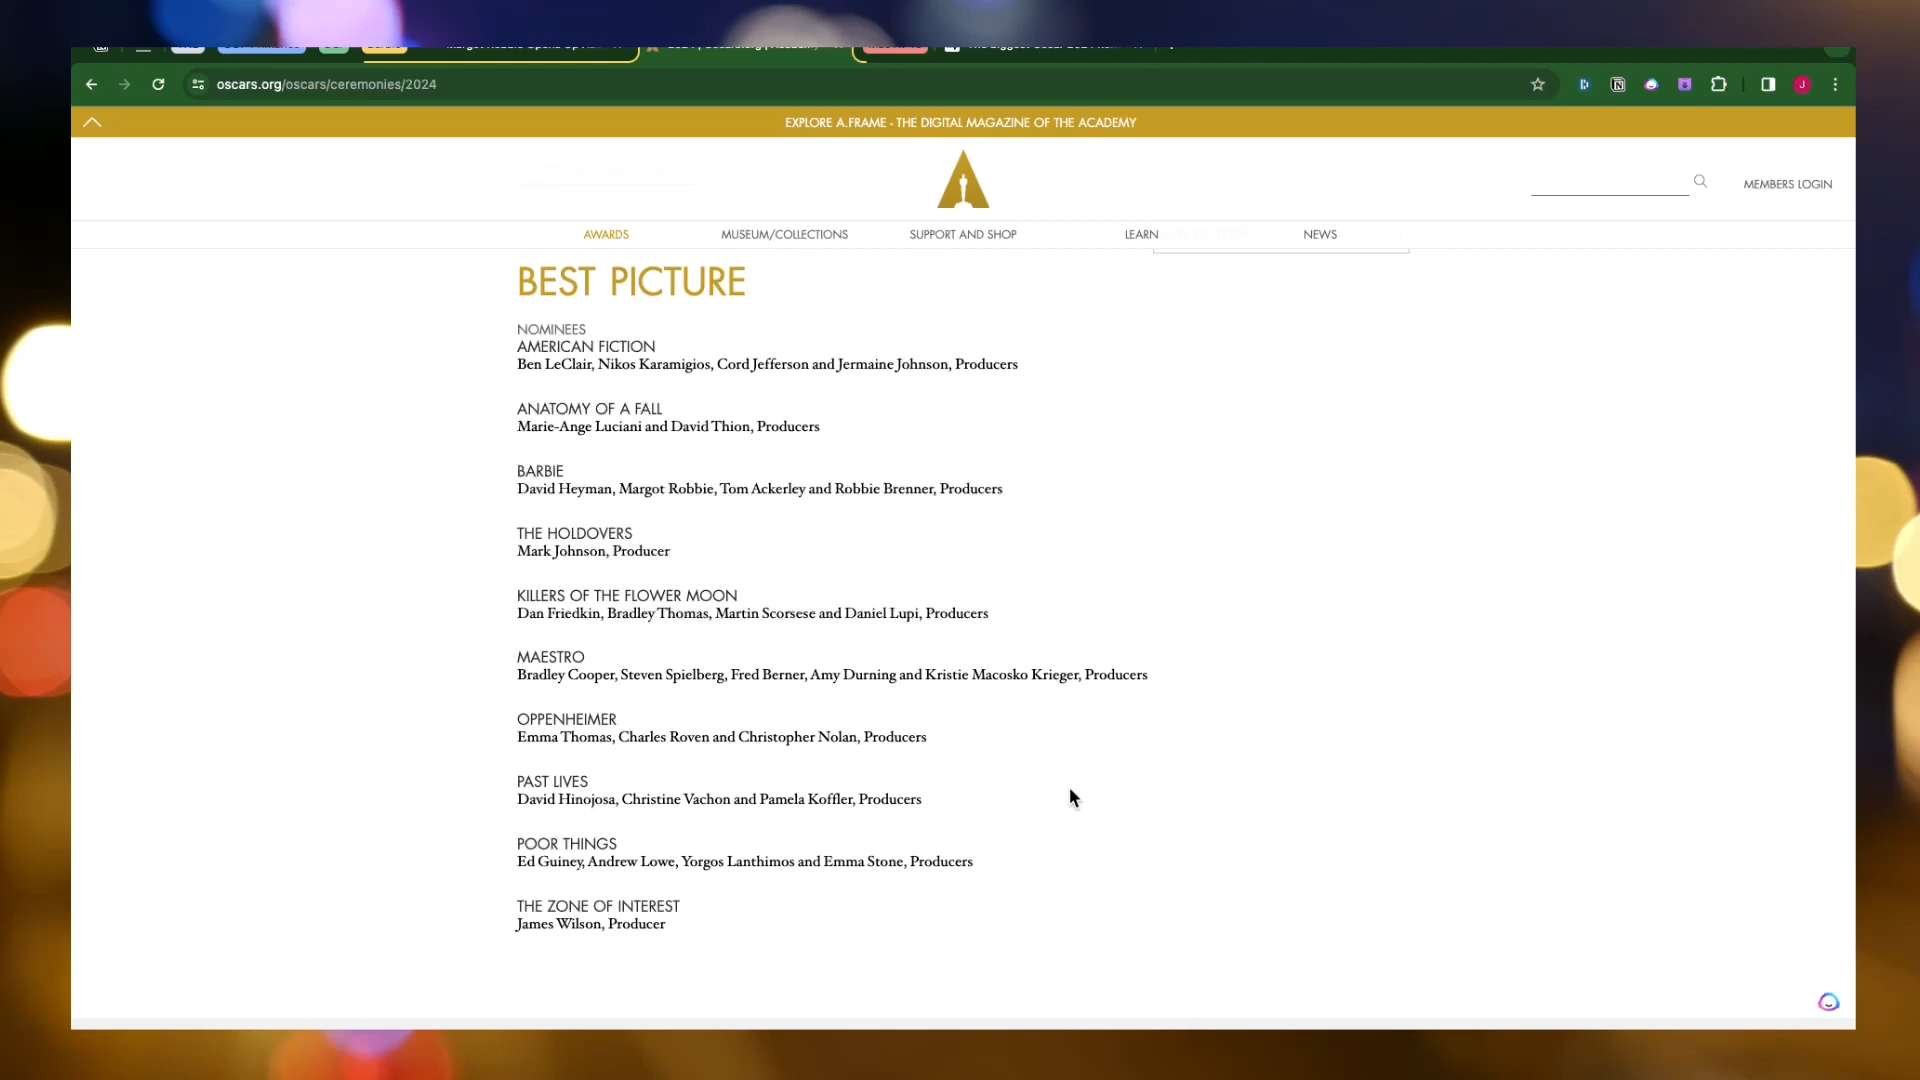 oscars.org/oscars/ceremonies/2024
J
EXPLORE A.FRAME - THE DIGITAL MAGAZINE OF THE ACADEMY
MEMBERS LOGIN
AWARDS
MUSEUM/COLLECTIONS
SUPPORT AND SHOP
LEARN
NEWS
BEST PICTURE
NOMINEES
AMERICAN FICTION
Ben LeClair, Nikos Karamigios, Cord Jefferson and Jermaine Johnson, Producers
ANATOMY OF A FALL
Marie-Ange Luciani and David Thion, Producers
BARBIE
David Heyman, Margot Robbie, Tom Ackerley and Robbie Brenner, Producers
THE HOLDOVERS
Mark Johnson, Producer
KILLERS OF THE FLOWER MOON
Dan Friedkin, Bradley Thomas, Martin Scorsese and Daniel Lupi, Producers
MAESTRO
Bradley Cooper, Steven Spielberg, Fred Berner, Amy Durning and Kristie Macosko Krieger, Producers
OPPENHEIMER
Emma Thomas, Charles Roven and Christopher Nolan, Producers
PAST LIVES
David Hinojosa, Christine Vachon and Pamela Koffler, Producers
POOR THINGS
Ed Guiney, Andrew Lowe, Yorgos Lanthimos and Emma Stone, Producers
THE ZONE OF INTEREST
James Wilson, Producer